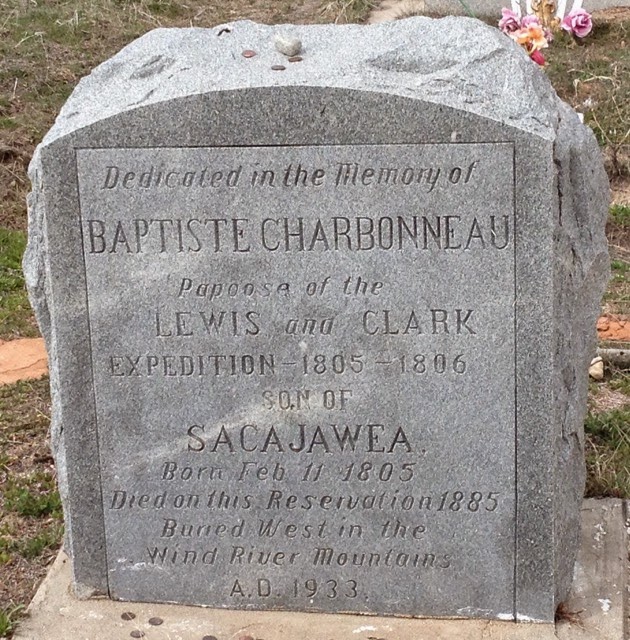 Dedicated in the Memory of
BAPTISTE CHARBONNEAU
Papoose of the
LEWIS and CLARK
EXPEDITION - 1805 - 1806
SON OF
SACAJAWEA.
Born Feb 11 1805
Died on this Reservation 1885
Buried West in the
Wind River Mountains
A.D. 1933.